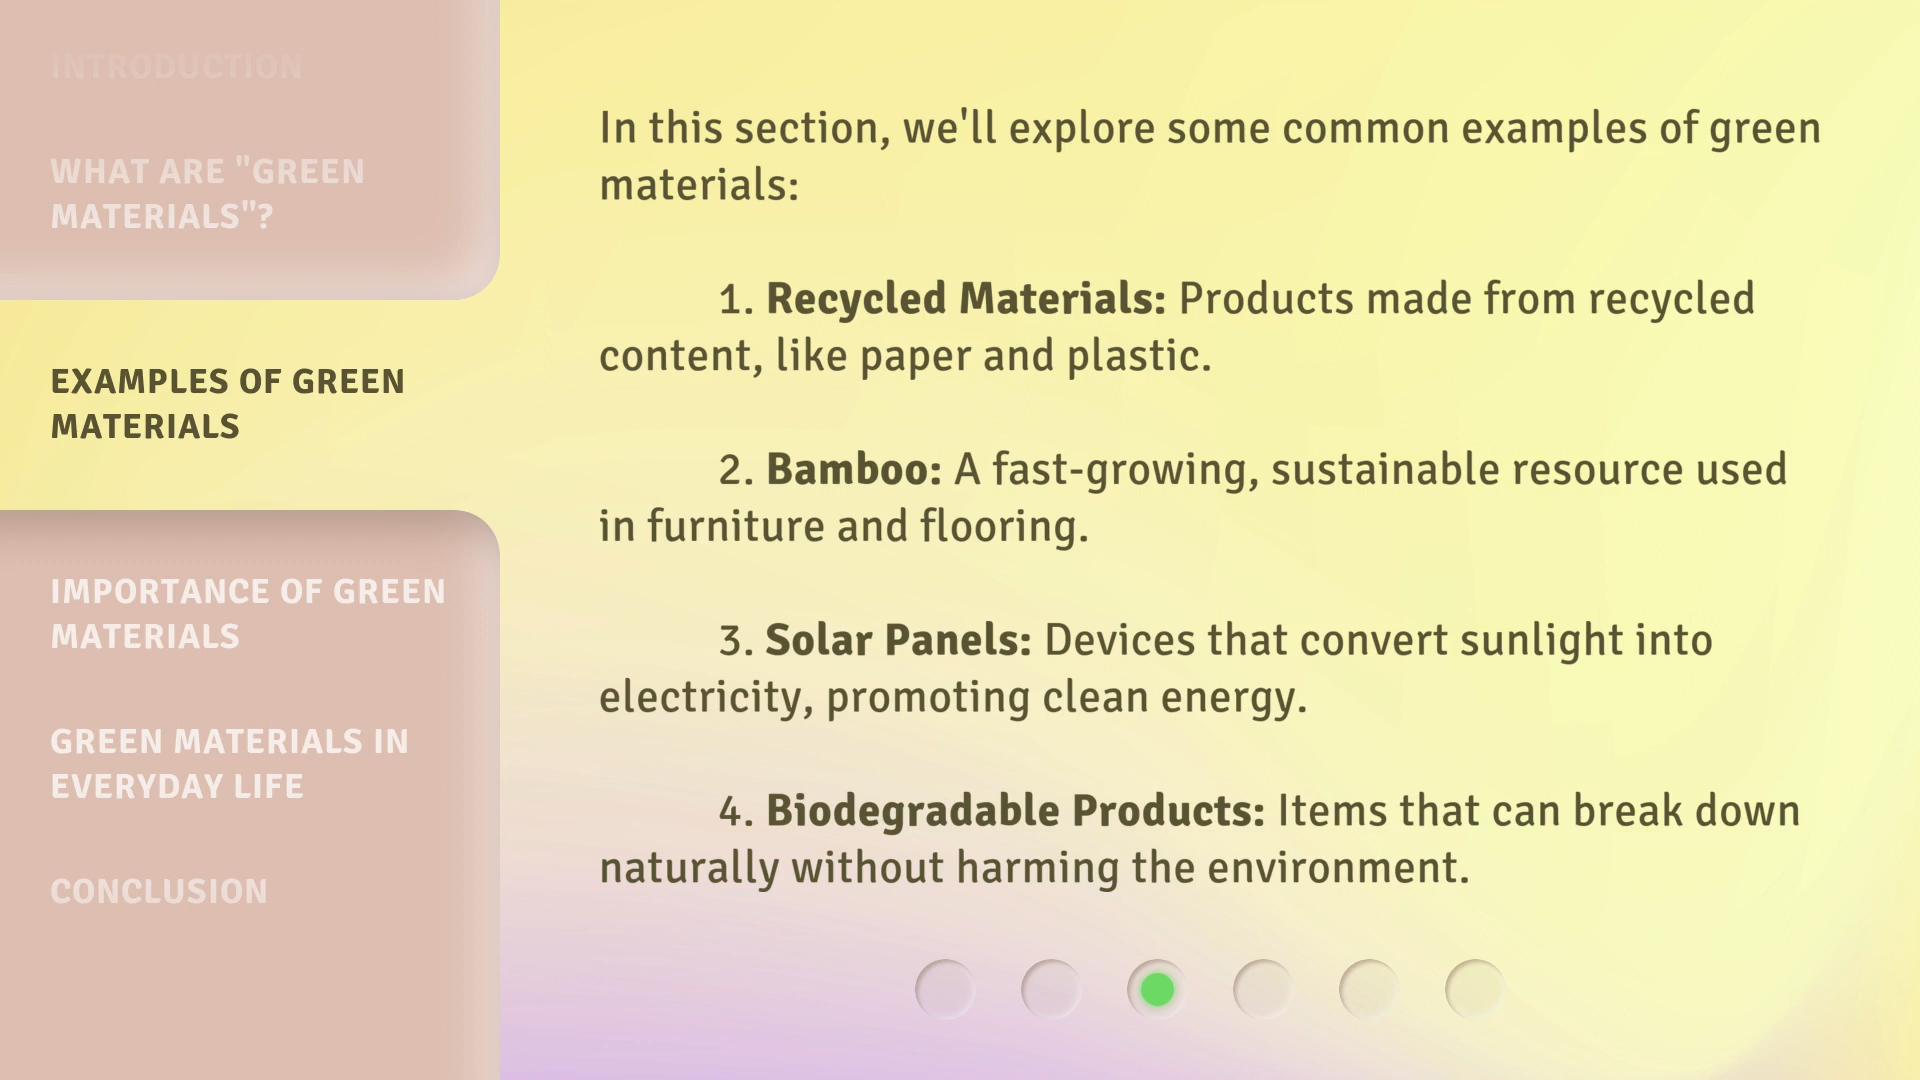 INTRODUCTION
WHAT ARE "GREEN
MATERIALS"?
EXAMPLES OF GREEN
MATERIALS
IMPORTANCE OF GREEN
MATERIALS
GREEN MATERIALS IN
EVERYDAY LIFE
CONCLUSION
In this section, we'll explore some common examples of green
materials:
1. Recycled Materials: Products made from recycled
content, like paper and plastic.
2. Bamboo: A fast-growing, sustainable resource used
in furniture and flooring.
3. Solar Panels: Devices that convert sunlight into
electricity, promoting clean energy.
4. Biodegradable Products: Items that can break down
naturally without harming the environment.